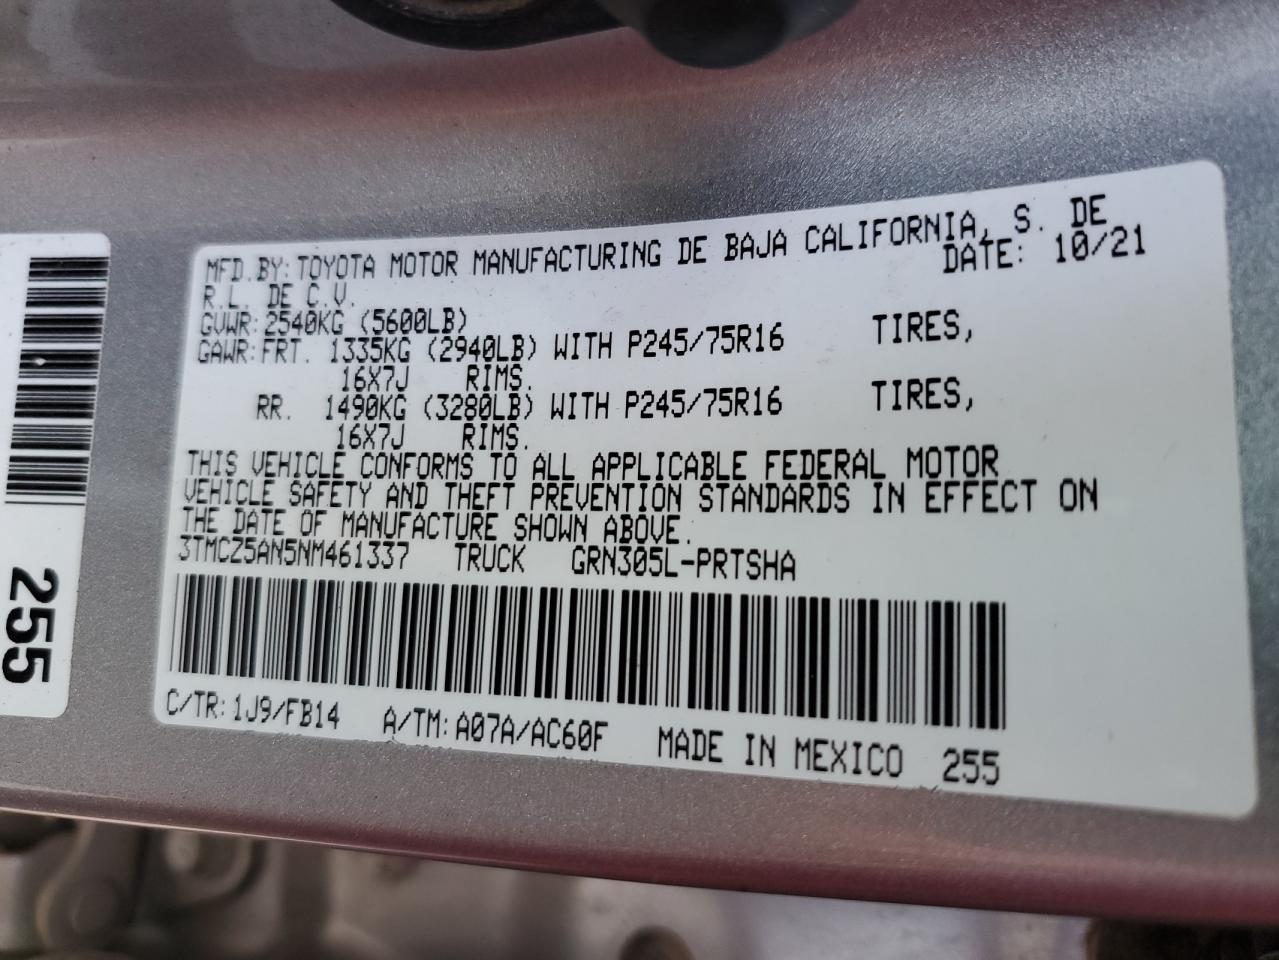 MFD.BY:TOYOTA MOTOR MANUFACTURING DE BAJA CALIFORNIA, S. DE
R.L. DE C.V. DATE: 10/21
GVWR:2540KG (5600LB)
GAWR:FRT. 1335KG (2940LB) WITH P245/75R16 TIRES,
16X7J RIMS.
RR. 1490KG (3280LB) WITH P245/75R16 TIRES,
16X7J RIMS.
THIS VEHICLE CONFORMS TO ALL APPLICABLE FEDERAL MOTOR
VEHICLE SAFETY AND THEFT PREVENTION STANDARDS IN EFFECT ON
THE DATE OF MANUFACTURE SHOWN ABOVE.
3TMCZ5AN5NM461337 TRUCK GRN305L-PRTSHA
C/TR:1J9/FB14 A/TM:A07A/AC60F MADE IN MEXICO 255
255